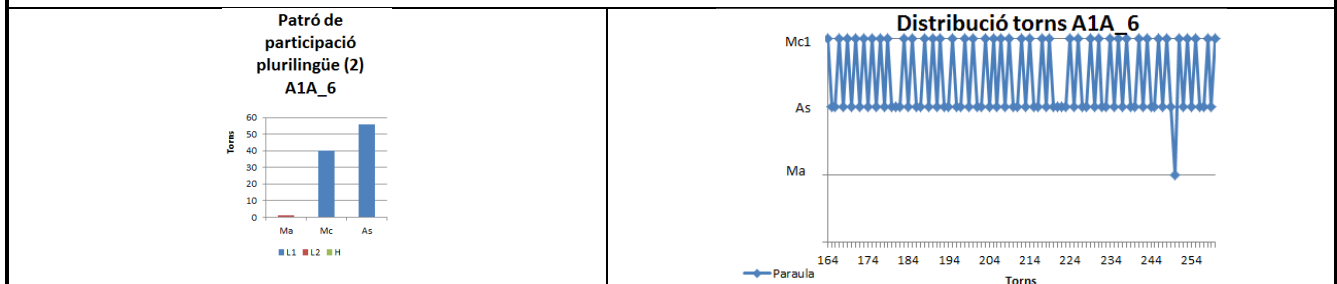 Patró de
participació
plurilingüe (2)
A1A_6
60
50
40
30
20
10
0
Torns
Ma Mc As
L1 L2 H
Distribució torns A1A_6
Mc1
As
Ma
164 174 184 194 204 214 224 234 244 254
Paraula
Torns